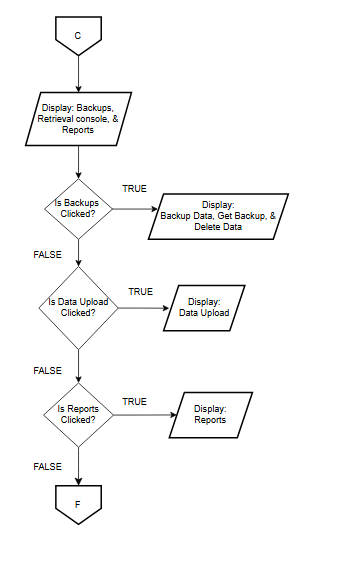 C
Display: Backups,
Retrieval console, &
Reports
TRUE
Is Backups
Clicked?
Display:
Backup Data, Get Backup, &
Delete Data
FALSE
TRUE
Is Data Upload
Clicked?
Display:
Data Upload
FALSE
TRUE
Is Reports
Clicked?
Display:
Reports
FALSE
F